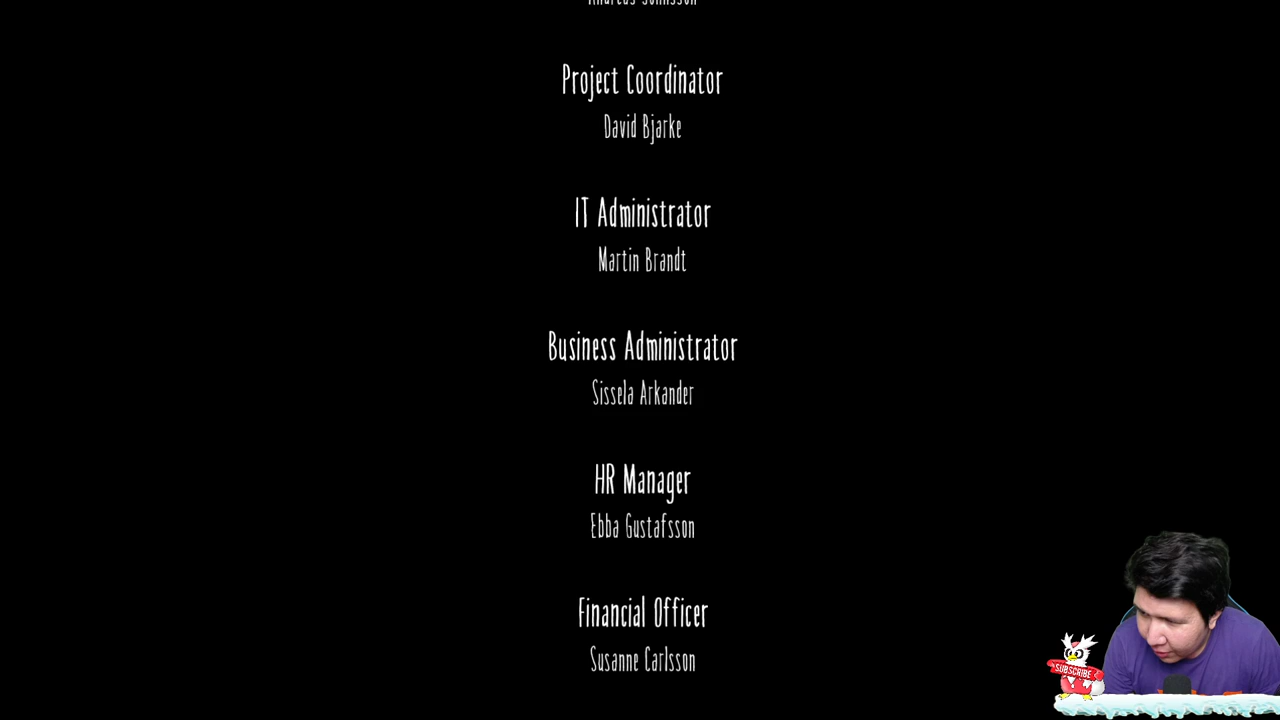 Project Coordinator
David Bjarke
IT Administrator
Martin Brandt
Business Administrator
Sissela Arkander
HR Manager
Ebba Gustafsson
Financial Officer
Susanne Carlsson
SUBSCRIBE